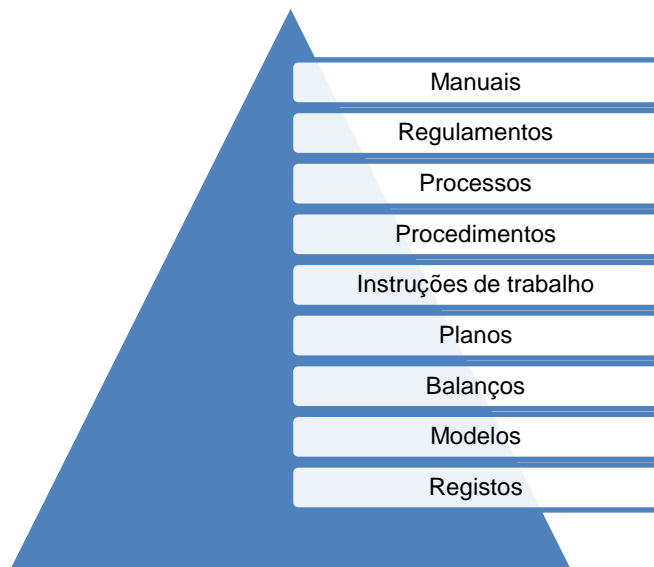 Manuais
Regulamentos
Processos
Procedimentos
Instruções de trabalho
Planos
Balanços
Modelos
Registos